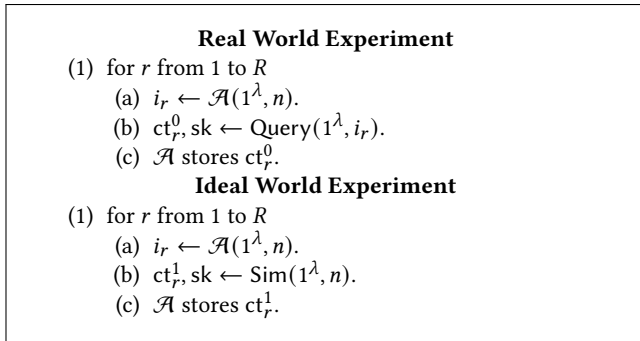 Real World Experiment
(1) for r from 1 to R
(a) i_r ← 𝒜(1^λ, n).
(b) ct_r^0, sk ← Query(1^λ, i_r).
(c) 𝒜 stores ct_r^0.
Ideal World Experiment
(1) for r from 1 to R
(a) i_r ← 𝒜(1^λ, n).
(b) ct_r^1, sk ← Sim(1^λ, n).
(c) 𝒜 stores ct_r^1.